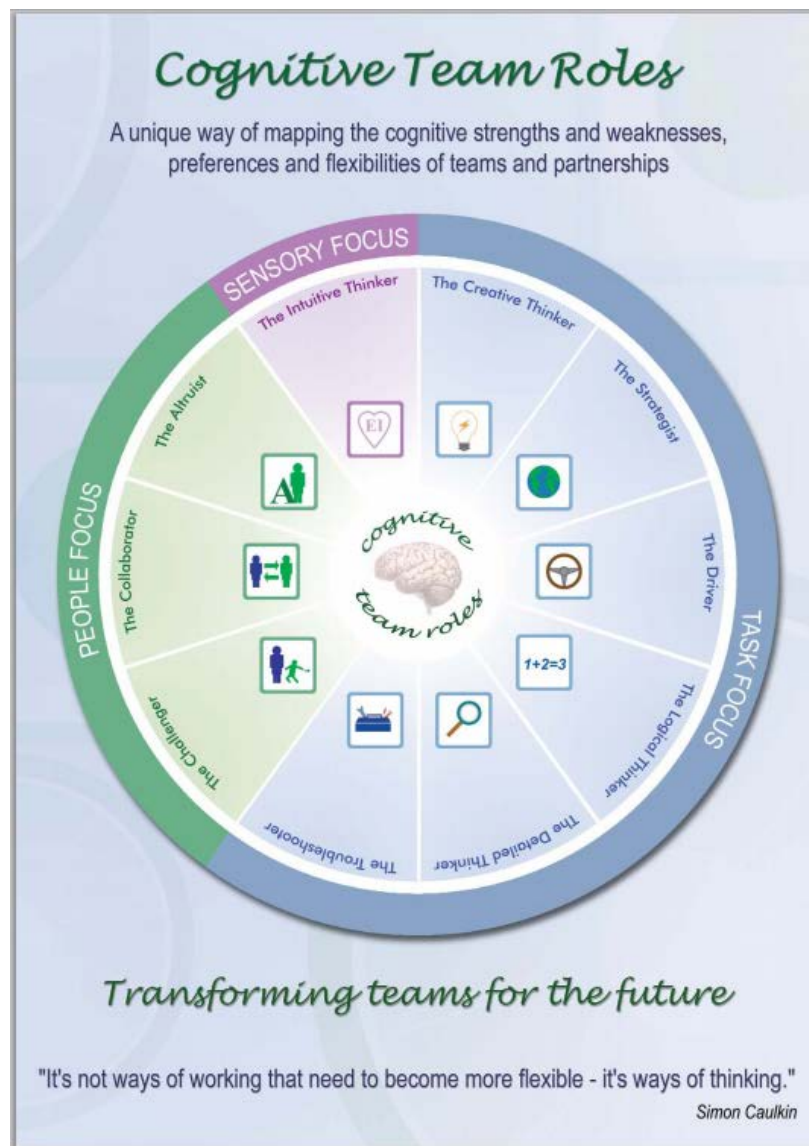 Cognitive Team Roles
A unique way of mapping the cognitive strengths and weaknesses,
preferences and flexibilities of teams and partnerships
SENSORY FOCUS
The Intuitive Thinker
The Creative Thinker
The Strategist
The Driver
The Logical Thinker
The Detailed Thinker
The Troubleshooter
The Challenger
The Collaborator
The Altruist
PEOPLE FOCUS
TASK FOCUS
EI
A
1+2=3
cognitive
team roles
Transforming teams for the future
"It's not ways of working that need to become more flexible - it's ways of thinking."
Simon Caulkin